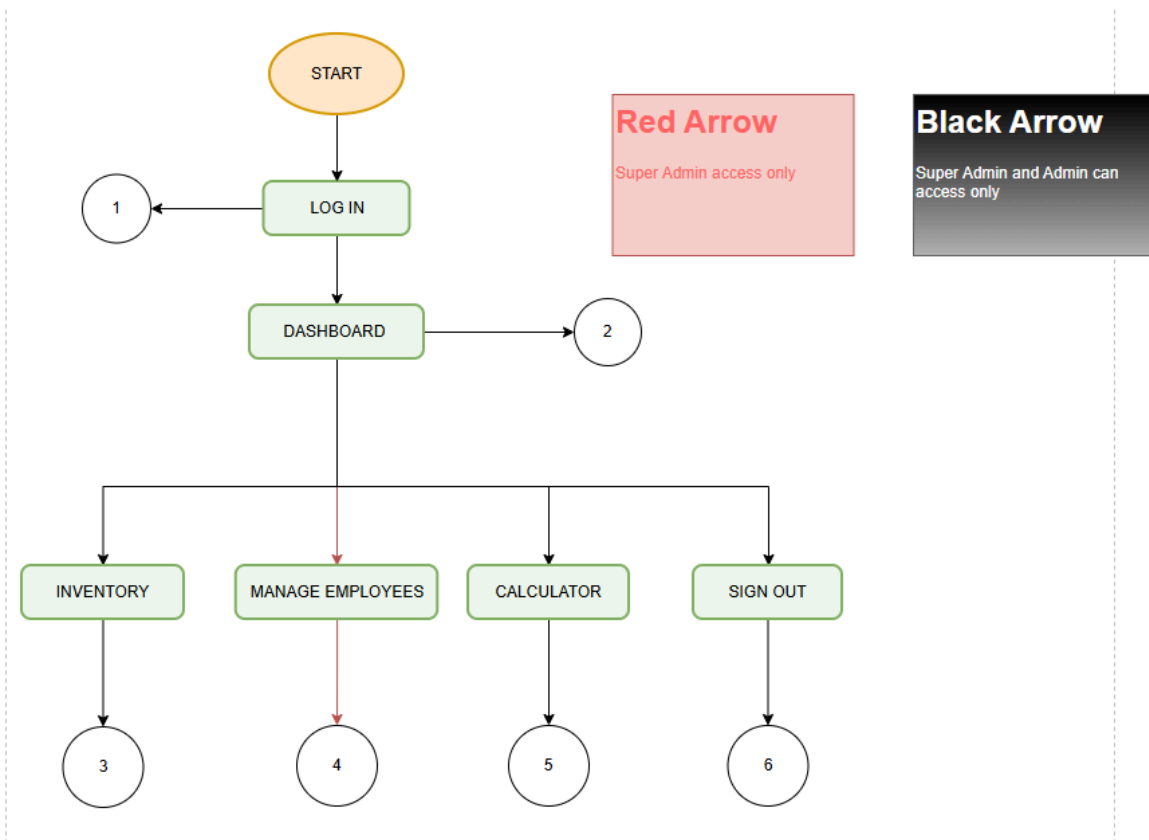 START
Red Arrow
Super Admin access only
Black Arrow
Super Admin and Admin can
access only
1
LOG IN
DASHBOARD
2
INVENTORY
MANAGE EMPLOYEES
CALCULATOR
SIGN OUT
3
4
5
6